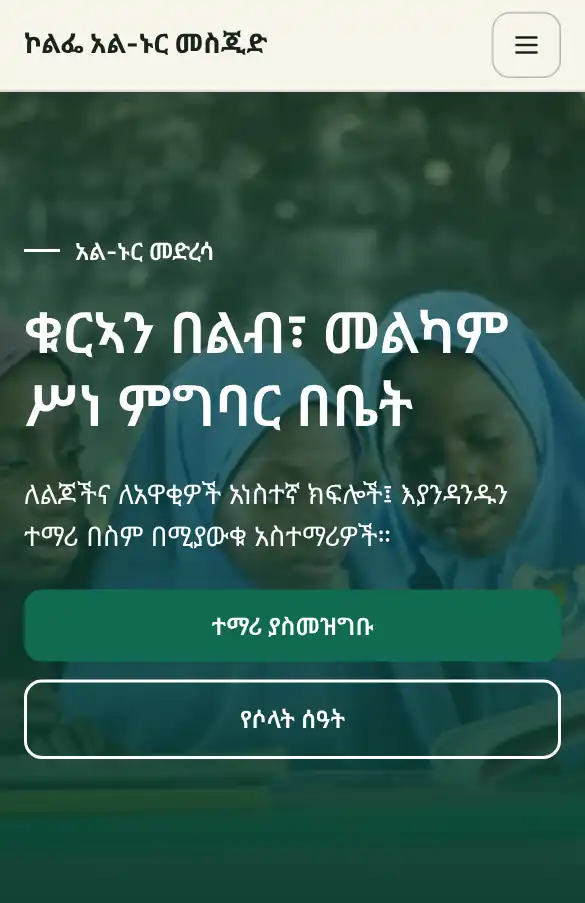 ኮልፌ አል-ኑር መስጂድ
አል-ኑር መድረሳ
ቁርኣን በልብ፣ መልካም
ሥነ ምግባር በቤት
ለልጆችና ለአዋቂዎች አነስተኛ ክፍሎች፤ እያንዳንዱን
ተማሪ በስም በሚያውቁ አስተማሪዎች።
ተማሪ ያስመዝግቡ
የሶላት ሰዓት